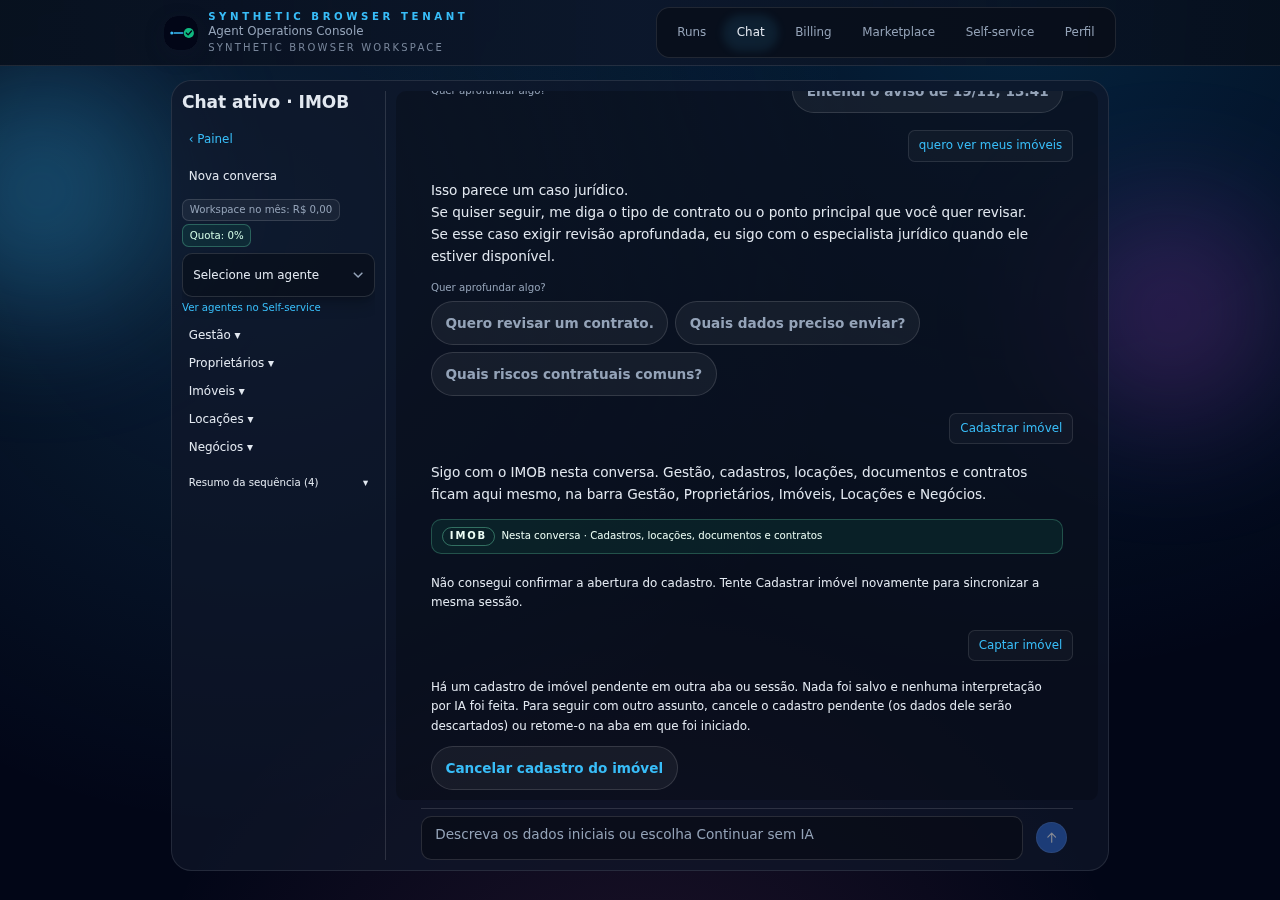 SYNTHETIC BROWSER TENANT
Agent Operations Console
SYNTHETIC BROWSER WORKSPACE
Runs
Chat
Billing
Marketplace
Self-service
Perfil
Chat ativo · IMOB
‹ Painel
Nova conversa
Workspace no mês: R$ 0,00
Quota: 0%
Selecione um agente
Ver agentes no Self-service
Gestão ▾
Proprietários ▾
Imóveis ▾
Locações ▾
Negócios ▾
Resumo da sequência (4) ▾
Quer aprofundar algo?
Entendi o aviso de 19/11, 13:41
quero ver meus imóveis
Isso parece um caso jurídico.
Se quiser seguir, me diga o tipo de contrato ou o ponto principal que você quer revisar.
Se esse caso exigir revisão aprofundada, eu sigo com o especialista jurídico quando ele
estiver disponível.
Quer aprofundar algo?
Quero revisar um contrato.
Quais dados preciso enviar?
Quais riscos contratuais comuns?
Cadastrar imóvel
Sigo com o IMOB nesta conversa. Gestão, cadastros, locações, documentos e contratos
ficam aqui mesmo, na barra Gestão, Proprietários, Imóveis, Locações e Negócios.
IMOB Nesta conversa · Cadastros, locações, documentos e contratos
Não consegui confirmar a abertura do cadastro. Tente Cadastrar imóvel novamente para sincronizar a
mesma sessão.
Captar imóvel
Há um cadastro de imóvel pendente em outra aba ou sessão. Nada foi salvo e nenhuma interpretação
por IA foi feita. Para seguir com outro assunto, cancele o cadastro pendente (os dados dele serão
descartados) ou retome-o na aba em que foi iniciado.
Cancelar cadastro do imóvel
Descreva os dados iniciais ou escolha Continuar sem IA